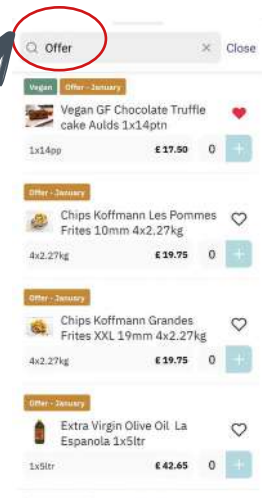 Offer × Close
Vegan Offer - January
Vegan GF Chocolate Truffle
cake Aulds 1x14ptn
1x14pp £17.50 0 +
Offer - January
Chips Koffmann Les Pommes
Frites 10mm 4x2.27kg
4x2.27kg £19.75 0 +
Offer - January
Chips Koffmann Grandes
Frites XXL 19mm 4x2.27kg
4x2.27kg £19.75 0 +
Offer - January
Extra Virgin Olive Oil La
Espanola 1x5ltr
1x5ltr £42.65 0 +